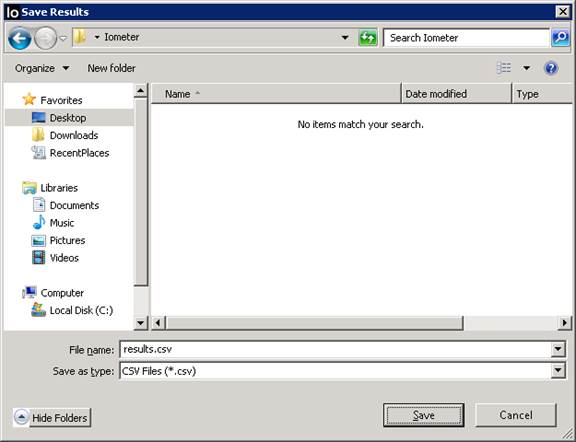 Io Save Results
Iometer Search Iometer
Organize New folder
Favorites
Desktop
Downloads
RecentPlaces
Libraries
Documents
Music
Pictures
Videos
Computer
Local Disk (C:)
Name Date modified Type
No items match your search.
File name: results.csv
Save as type: CSV Files (*.csv)
Hide Folders Save Cancel